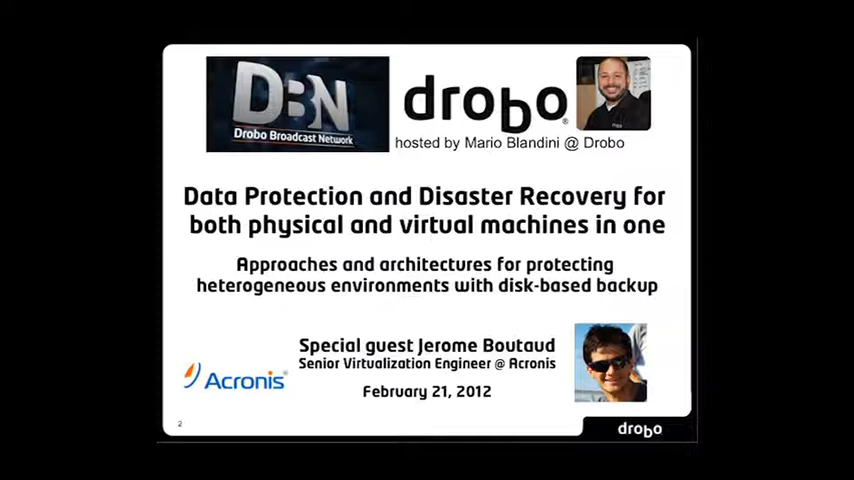 DBN
Drobo Broadcast Network
drobo®
hosted by Mario Blandini @ Drobo
Data Protection and Disaster Recovery for
both physical and virtual machines in one
Approaches and architectures for protecting
heterogeneous environments with disk-based backup
Special guest Jerome Boutaud
Senior Virtualization Engineer @ Acronis
Acronis®
February 21, 2012
2
drobo